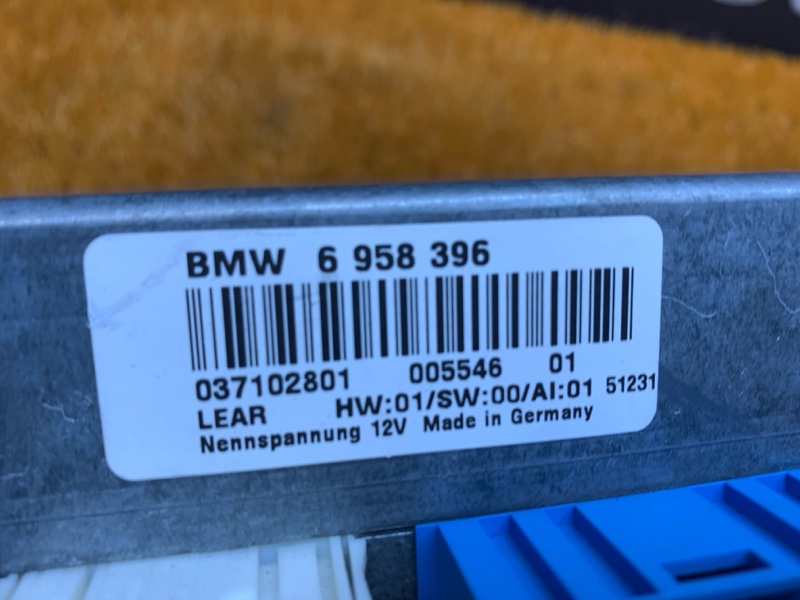 BMW 6 958 396
037102801 005546 01
LEAR HW:01/SW:00/AI:01 51231
Nennspannung 12V Made in Germany